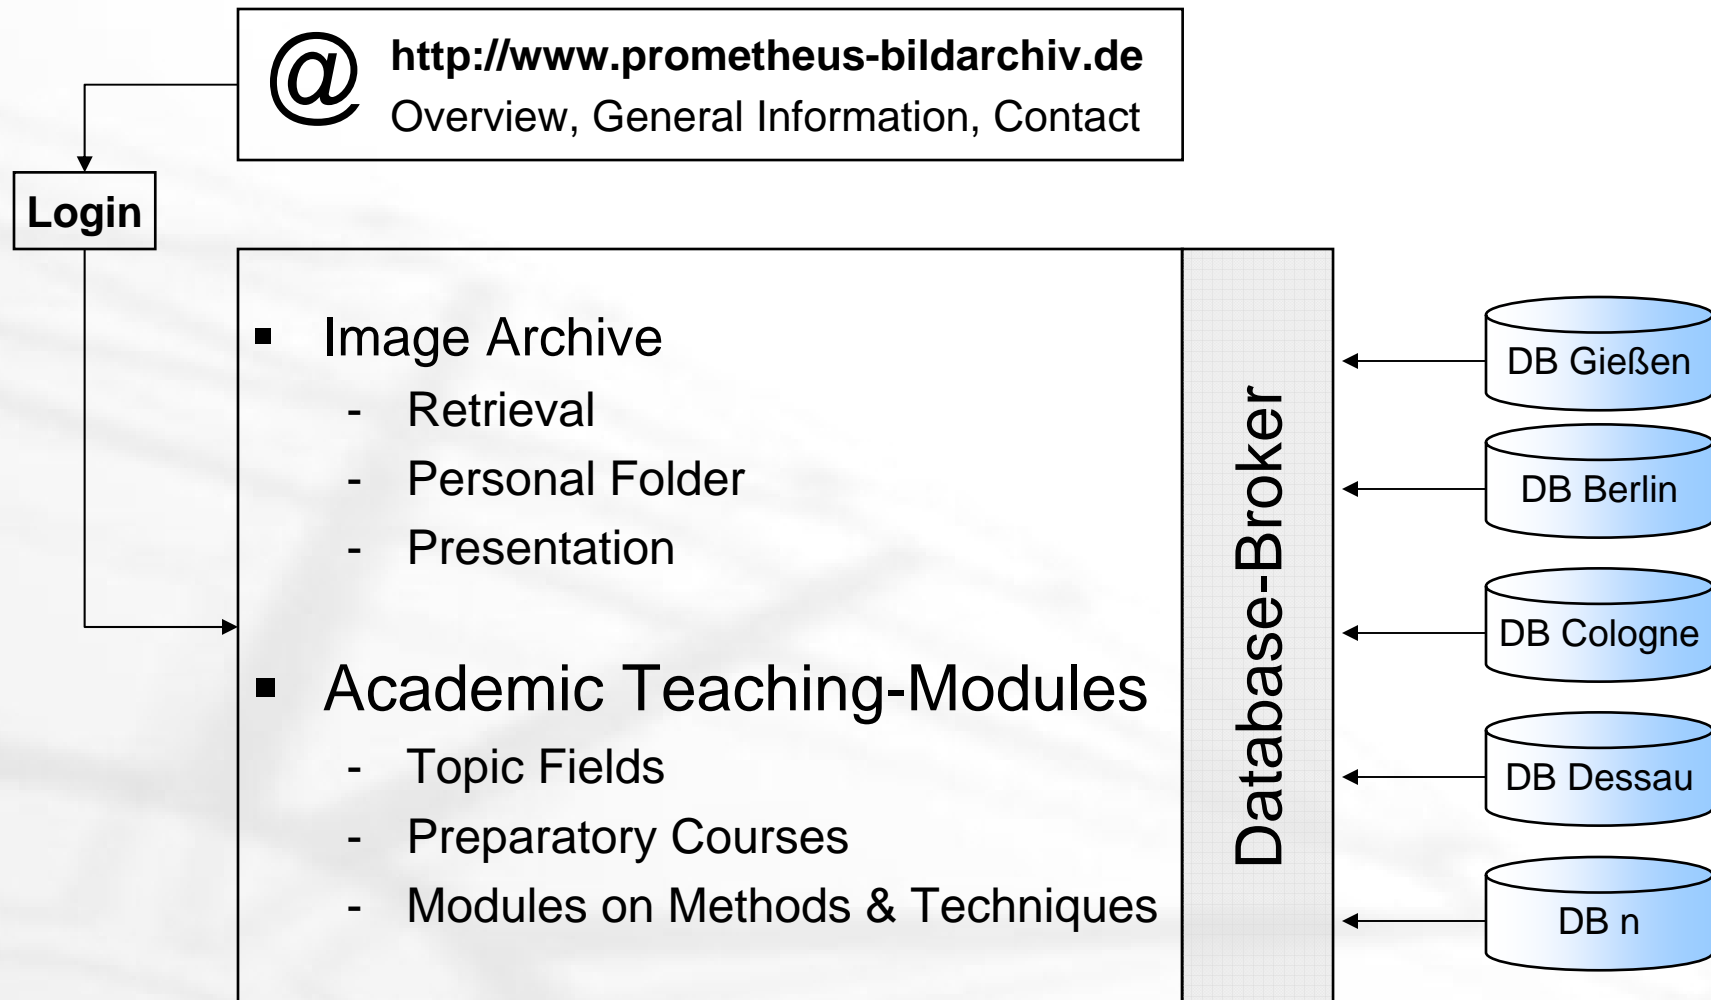 @ http://www.prometheus-bildarchiv.de
Overview, General Information, Contact
Login
▪ Image Archive
- Retrieval
- Personal Folder
- Presentation
▪ Academic Teaching-Modules
- Topic Fields
- Preparatory Courses
- Modules on Methods & Techniques
Database-Broker
DB Gießen
DB Berlin
DB Cologne
DB Dessau
DB n